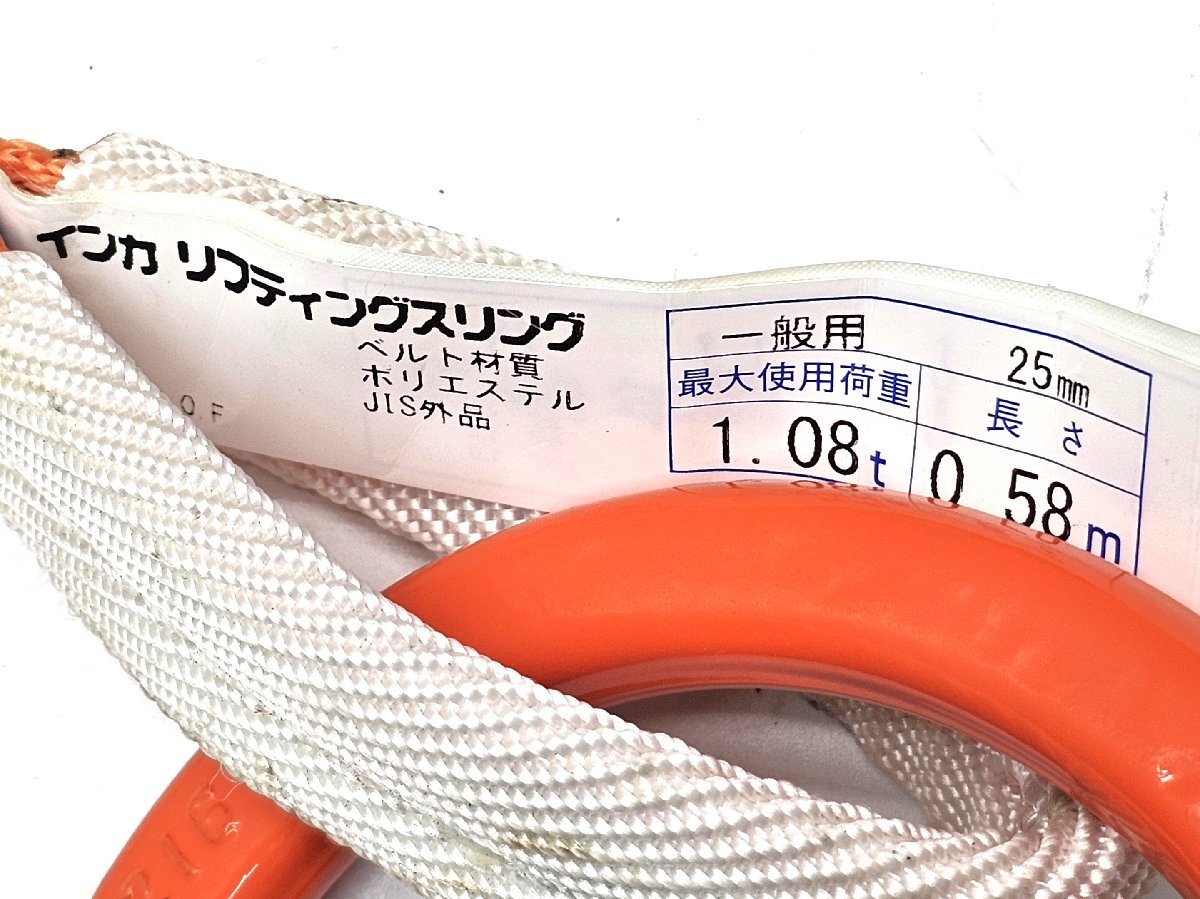 インカ リフティングスリング
ベルト材質
ポリエステル
JIS外品
0 F
一般用 25mm
最大使用荷重 長さ
1.08t 0 58m